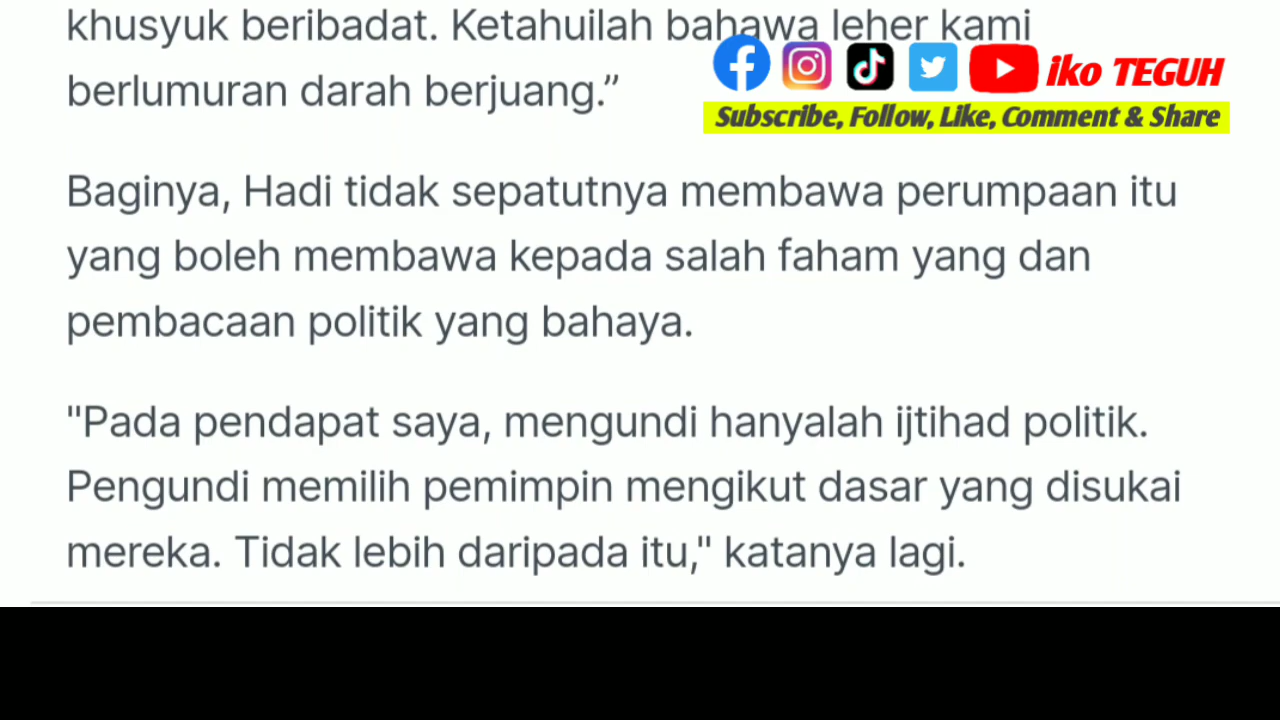 khusyuk beribadat. Ketahuilah bahawa leher kami
berlumuran darah berjuang.”
iko TEGUH
Subscribe, Follow, Like, Comment & Share
Baginya, Hadi tidak sepatutnya membawa perumpaan itu
yang boleh membawa kepada salah faham yang dan
pembacaan politik yang bahaya.
"Pada pendapat saya, mengundi hanyalah ijtihad politik.
Pengundi memilih pemimpin mengikut dasar yang disukai
mereka. Tidak lebih daripada itu," katanya lagi.